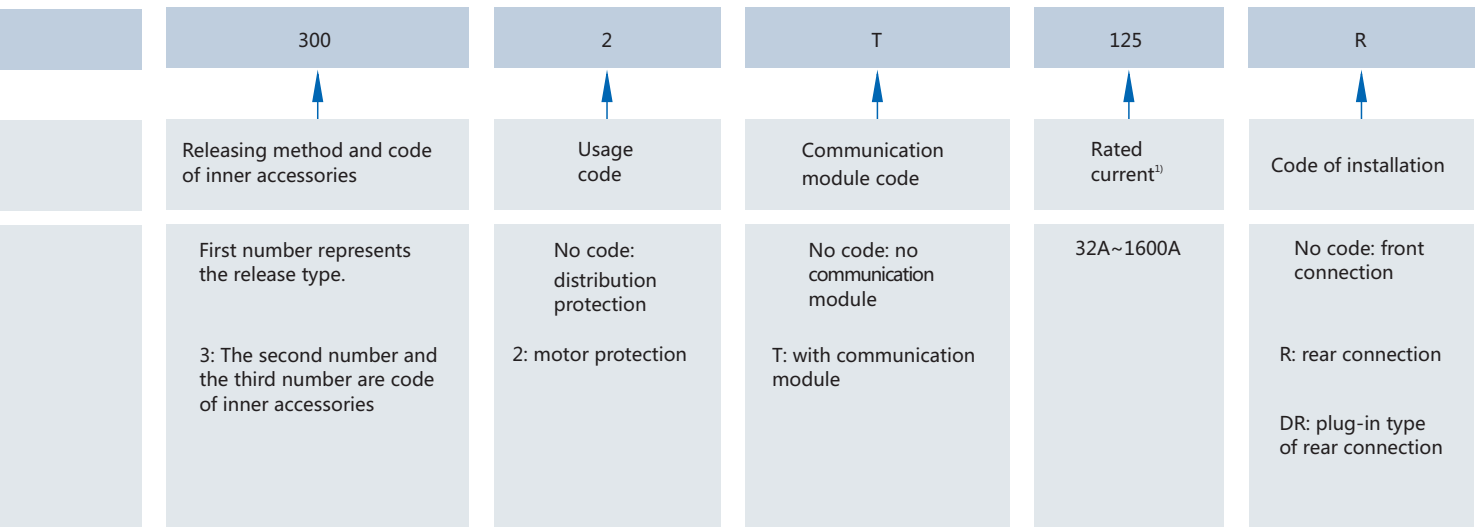 300
2
T
125
R
Releasing method and code
of inner accessories
Usage
code
Communication
module code
Rated
current1)
Code of installation
First number represents
the release type.
3: The second number and
the third number are code
of inner accessories
No code:
distribution
protection
2: motor protection
No code: no
communication
module
T: with communication
module
32A~1600A
No code: front
connection
R: rear connection
DR: plug-in type
of rear connection